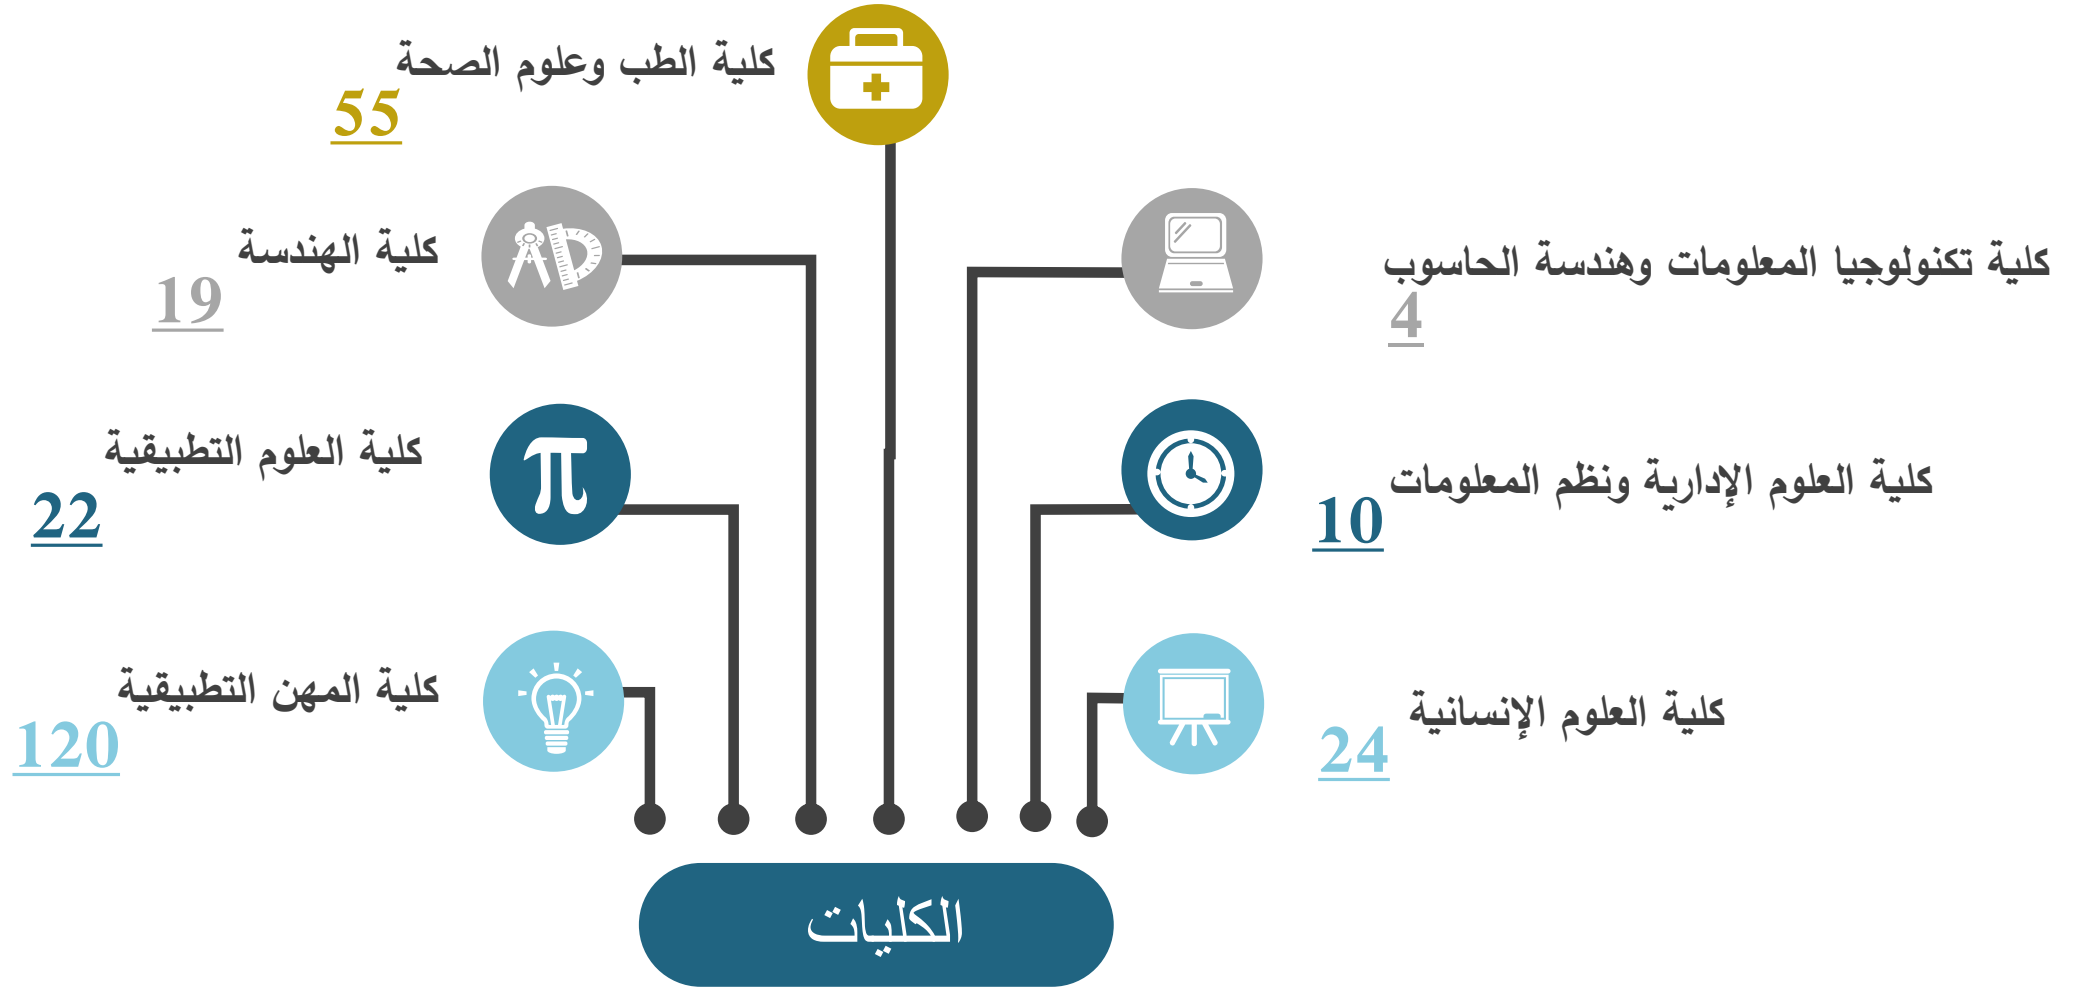 كلية الطب وعلوم الصحة
55
كلية تكنولوجيا المعلومات وهندسة الحاسوب
4
كلية الهندسة
19
كلية العلوم الإدارية ونظم المعلومات
10
كلية العلوم التطبيقية
22
كلية العلوم الإنسانية
24
كلية المهن التطبيقية
120
الكليات